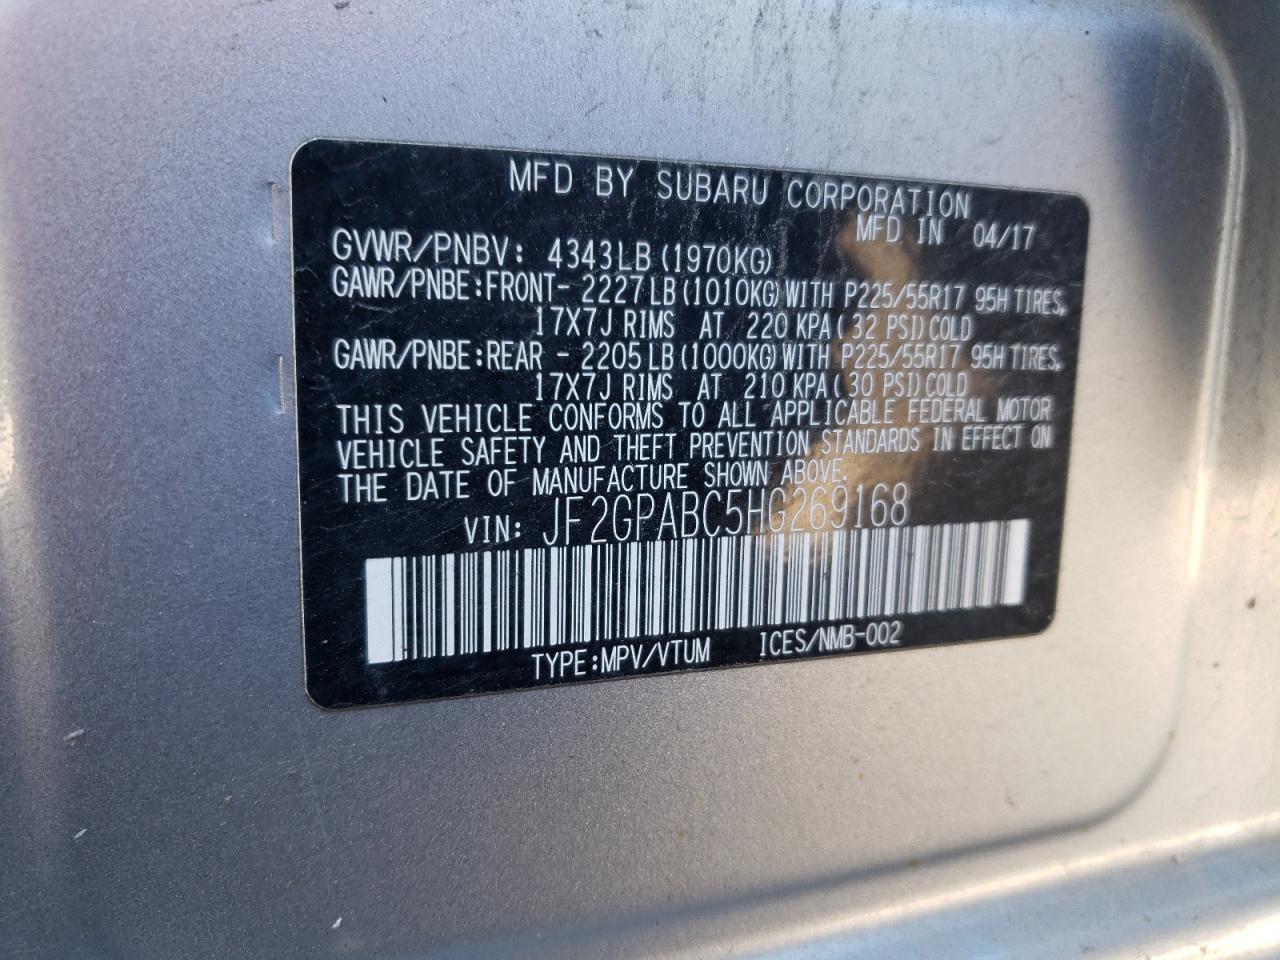 MFD BY SUBARU CORPORATION
MFD IN 04/17
GVWR/PNBV: 4343LB(1970KG)
GAWR/PNBE:FRONT- 2227LB(1010KG)WITH P225/55R17 95H TIRES,
17X7J RIMS AT 220 KPA(32 PSI)COLD
GAWR/PNBE:REAR - 2205LB(1000KG)WITH P225/55R17 95H TIRES,
17X7J RIMS AT 210 KPA(30 PSI)COLD
THIS VEHICLE CONFORMS TO ALL APPLICABLE FEDERAL MOTOR
VEHICLE SAFETY AND THEFT PREVENTION STANDARDS IN EFFECT ON
THE DATE OF MANUFACTURE SHOWN ABOVE.
VIN: JF2GPABC5HG269168
TYPE:MPV/VTUM ICES/NMB-002